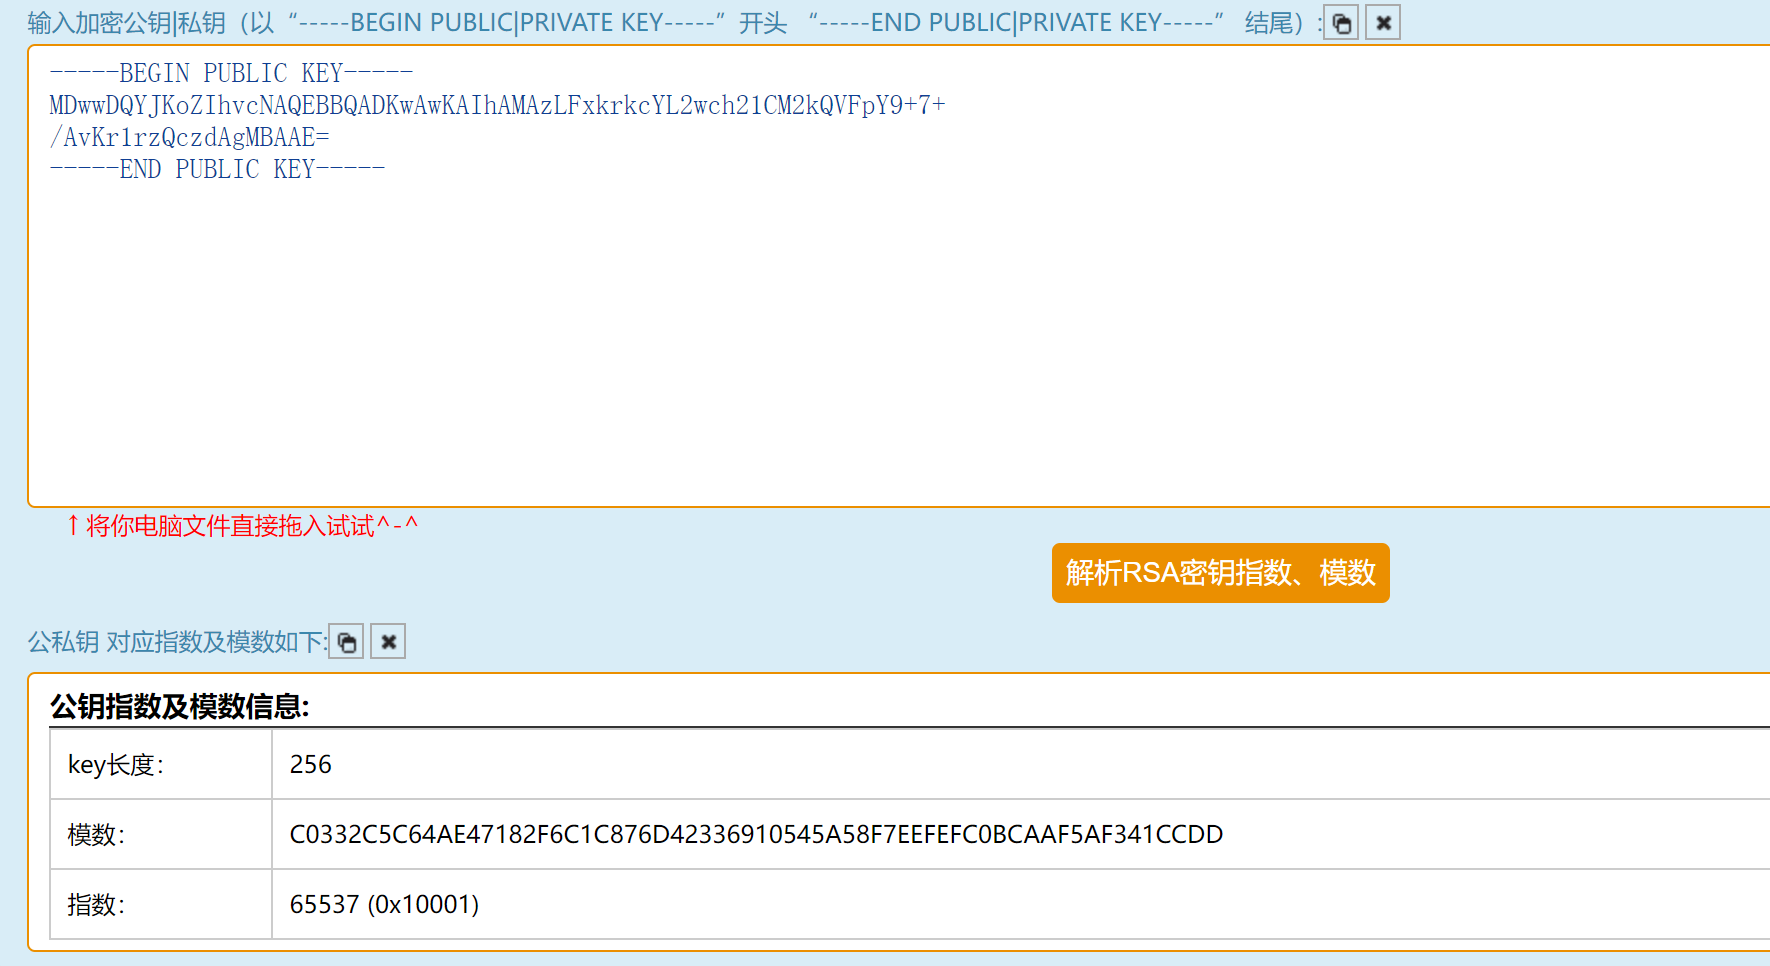 输入加密公钥|私钥（以“-----BEGIN PUBLIC|PRIVATE KEY-----”开头 “-----END PUBLIC|PRIVATE KEY-----” 结尾）:
-----BEGIN PUBLIC KEY-----
MDwwDQYJKoZIhvcNAQEBBQADKwAwKAIhAMAzLFxkrkcYL2wch21CM2kQVFpY9+7+
/AvKr1rzQczdAgMBAAE=
-----END PUBLIC KEY-----
↑将你电脑文件直接拖入试试^-^
解析RSA密钥指数、模数
公私钥 对应指数及模数如下:
公钥指数及模数信息:
key长度： 256
模数： C0332C5C64AE47182F6C1C876D42336910545A58F7EEFEFC0BCAAF5AF341CCDD
指数： 65537 (0x10001)